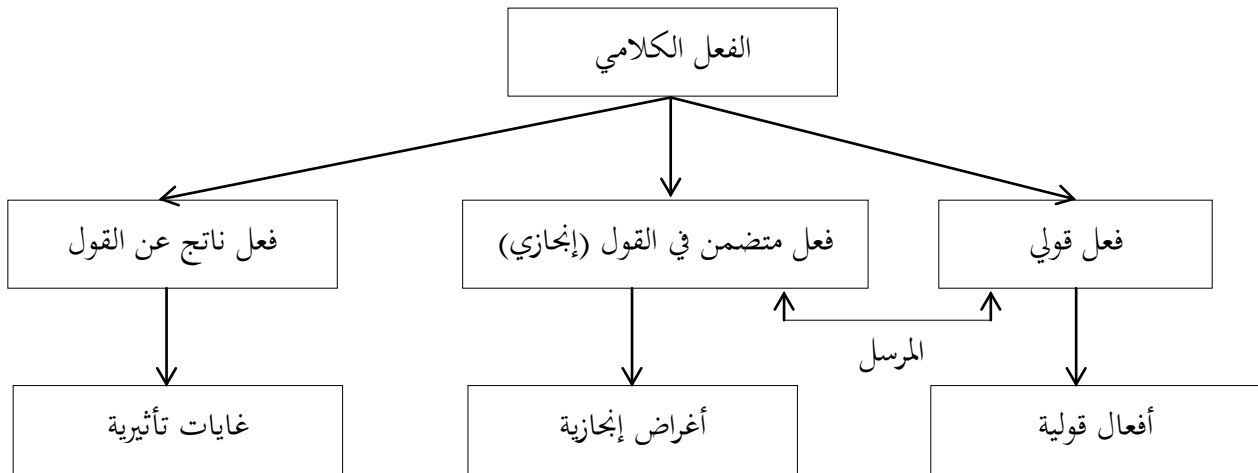 الفعل الكلامي
فعل قولي
فعل متضمن في القول (إنجازي)
فعل ناتج عن القول
المرسل
أفعال قولية
أغراض إنجازية
غايات تأثيرية